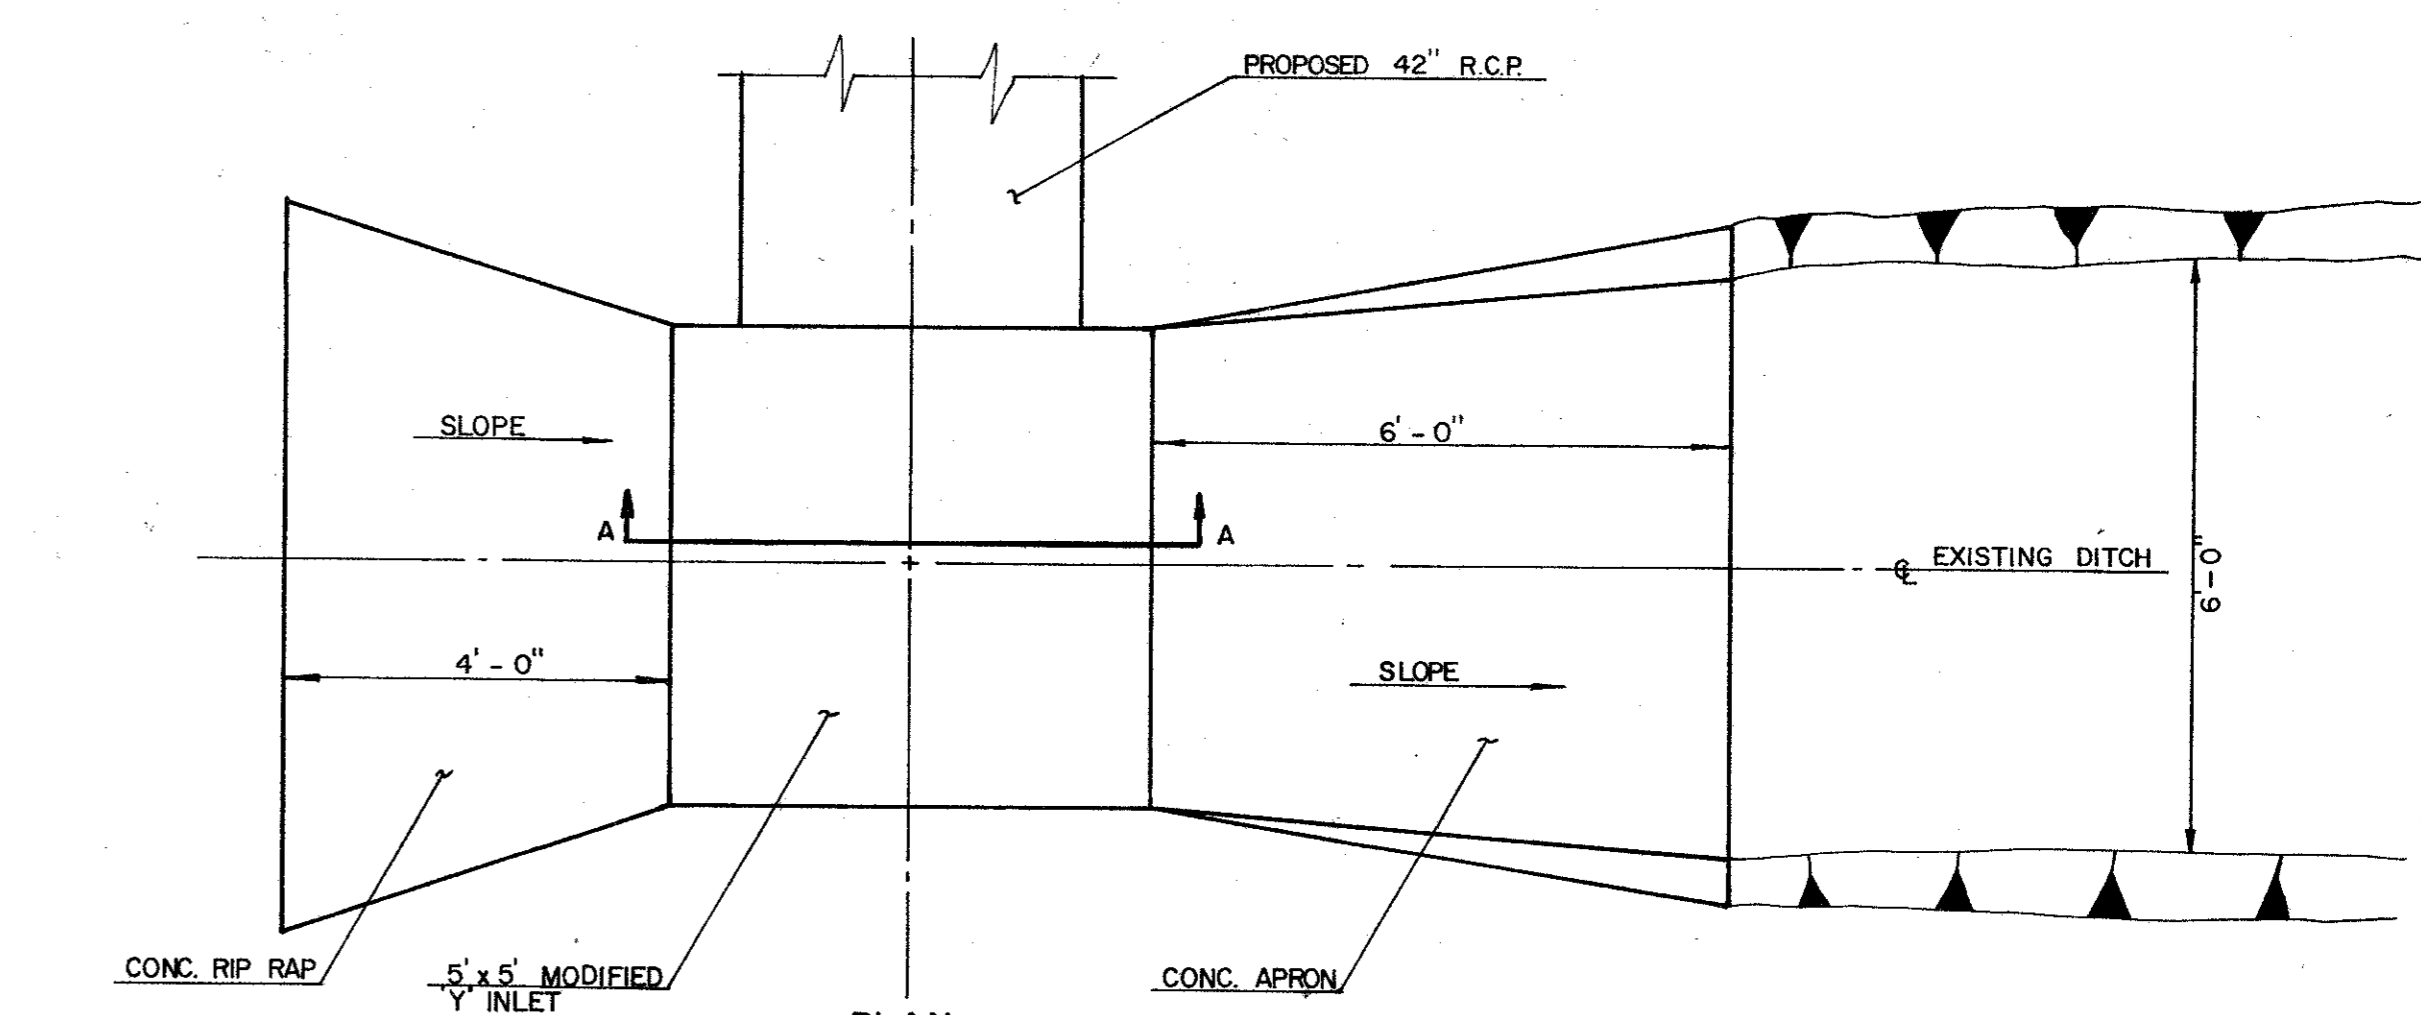 PROPOSED 42" R.C.P.
SLOPE
6'-0"
A
A
℄ EXISTING DITCH
6'-0"
4'-0"
SLOPE
CONC. RIP RAP
5' x 5' MODIFIED
'Y' INLET
CONC. APRON
PLAN